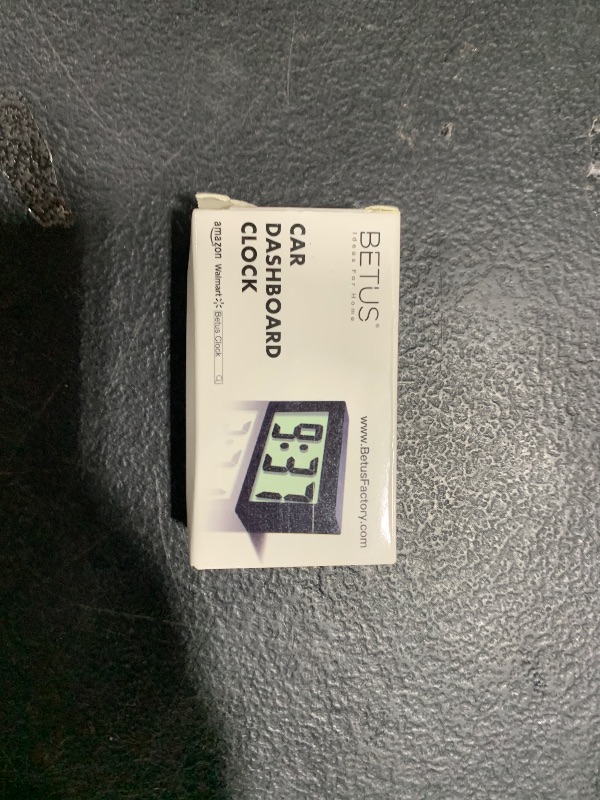 BETUS®
Ideas For Home
www.BetusFactory.com
CAR
DASHBOARD
CLOCK
amazon Walmart Betus Clock
9:37